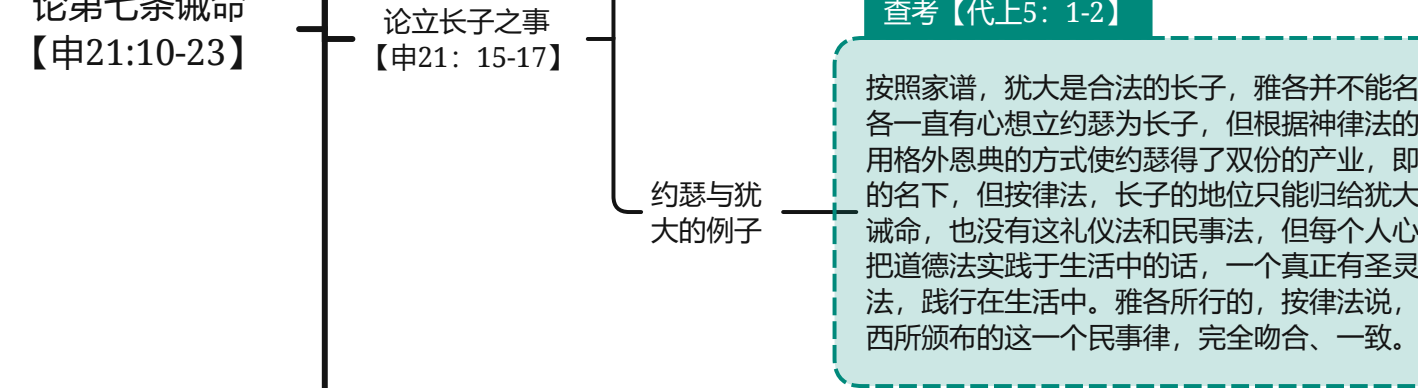 论第七条诫命
【申21:10-23】
论立长子之事
【申21：15-17】
约瑟与犹
大的例子
查考【代上5：1-2】
按照家谱，犹大是合法的长子，雅各并不能名
各一直有心想立约瑟为长子，但根据神律法的
用格外恩典的方式使约瑟得了双份的产业，即
的名下，但按律法，长子的地位只能归给犹大
诫命，也没有这礼仪法和民事法，但每个人心
把道德法实践于生活中的话，一个真正有圣灵
法，践行在生活中。雅各所行的，按律法说，
西所颁布的这一个民事律，完全吻合、一致。